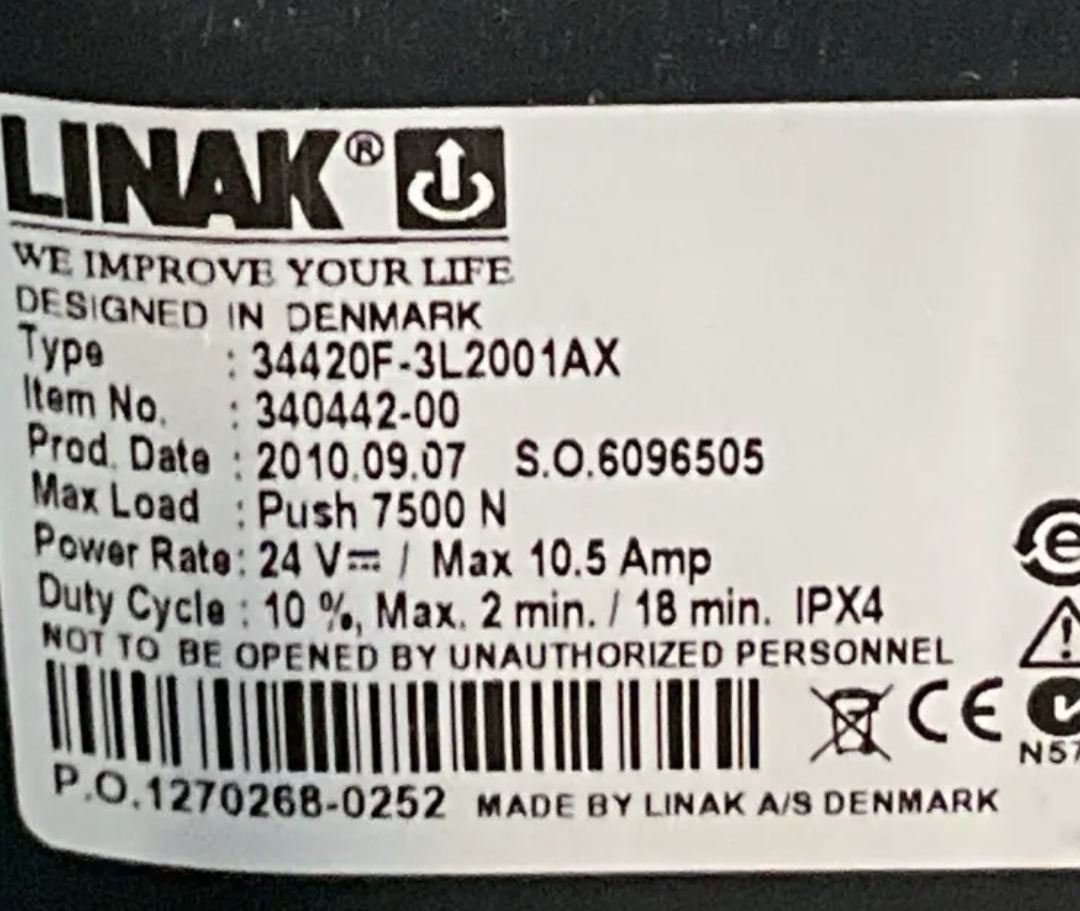 LINAK®
WE IMPROVE YOUR LIFE
DESIGNED IN DENMARK
Type : 34420F-3L2001AX
Item No. : 340442-00
Prod. Date : 2010.09.07 S.O.6096505
Max Load : Push 7500 N
Power Rate: 24 V⎓ / Max 10.5 Amp
Duty Cycle : 10 %, Max. 2 min. / 18 min. IPX4
NOT TO BE OPENED BY UNAUTHORIZED PERSONNEL
CE
N57
P.O.1270268-0252 MADE BY LINAK A/S DENMARK
e